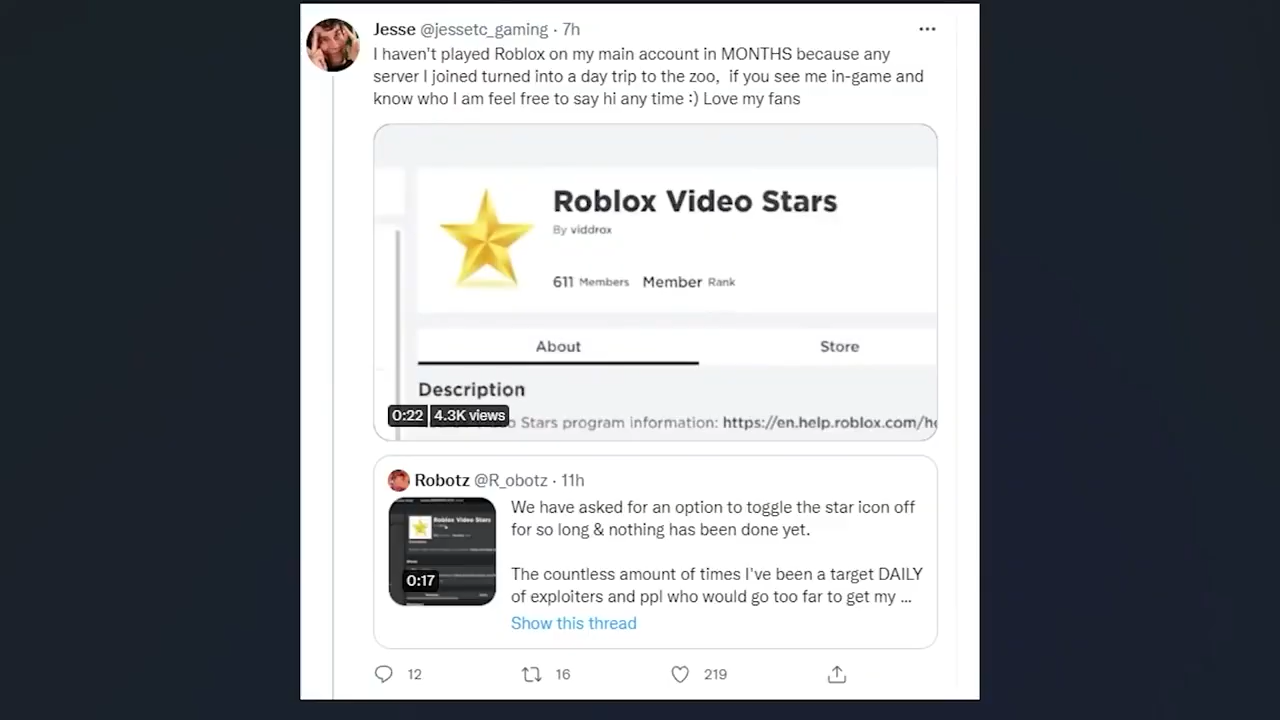 Jesse @jessetc_gaming · 7h
I haven't played Roblox on my main account in MONTHS because any
server I joined turned into a day trip to the zoo,  if you see me in-game and
know who I am feel free to say hi any time :) Love my fans
Roblox Video Stars
By viddrox
611 Members Member Rank
About Store
Description
0:22 4.3K views
Stars program information: https://en.help.roblox.com/h
Robotz @R_obotz · 11h
Roblox Video Stars
0:17
We have asked for an option to toggle the star icon off
for so long & nothing has been done yet.
The countless amount of times I've been a target DAILY
of exploiters and ppl who would go too far to get my ...
Show this thread
12 16 219